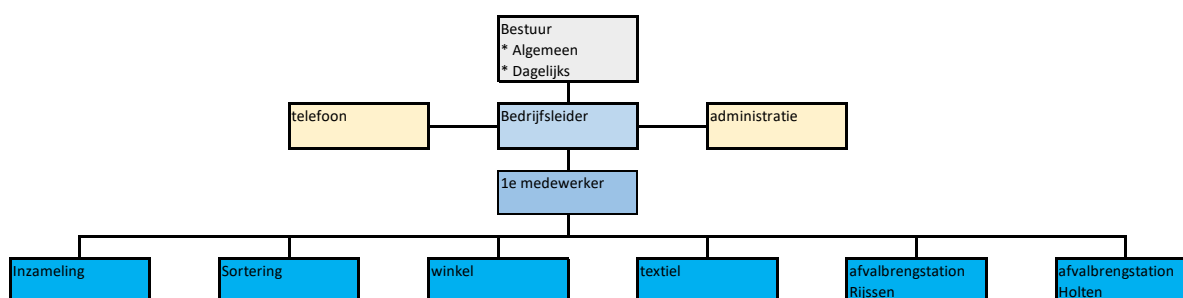 Bestuur
* Algemeen
* Dagelijks
telefoon
Bedrijfsleider
administratie
1e medewerker
Inzameling
Sortering
winkel
textiel
afvalbrengstation
Rijssen
afvalbrengstation
Holten